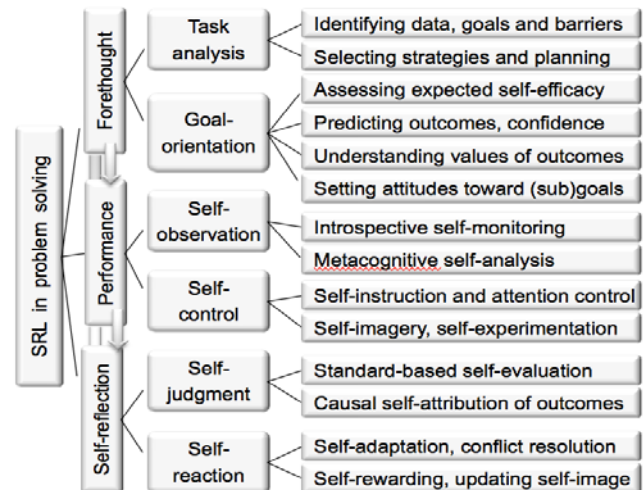 SRL in problem solving
Forethought
Task
analysis
Identifying data, goals and barriers
Selecting strategies and planning
Goal-
orientation
Assessing expected self-efficacy
Predicting outcomes, confidence
Understanding values of outcomes
Setting attitudes toward (sub)goals
Performance
Self-
observation
Introspective self-monitoring
Metacognitive self-analysis
Self-
control
Self-instruction and attention control
Self-imagery, self-experimentation
Self-reflection
Self-
judgment
Standard-based self-evaluation
Causal self-attribution of outcomes
Self-
reaction
Self-adaptation, conflict resolution
Self-rewarding, updating self-image